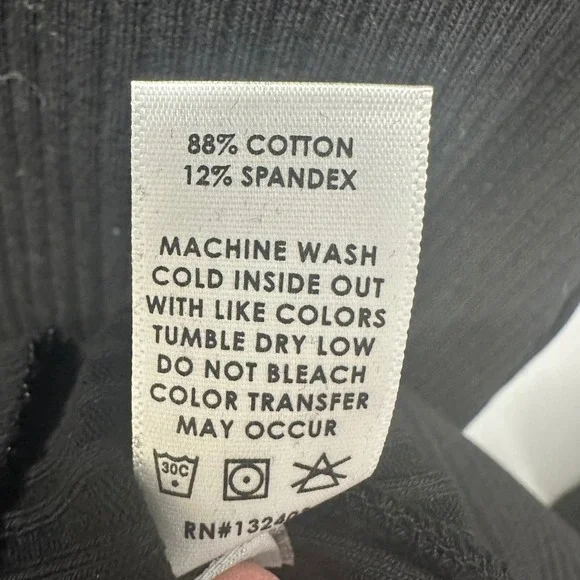 88% COTTON
12% SPANDEX
MACHINE WASH
COLD INSIDE OUT
WITH LIKE COLORS
TUMBLE DRY LOW
DO NOT BLEACH
COLOR TRANSFER
MAY OCCUR
30C